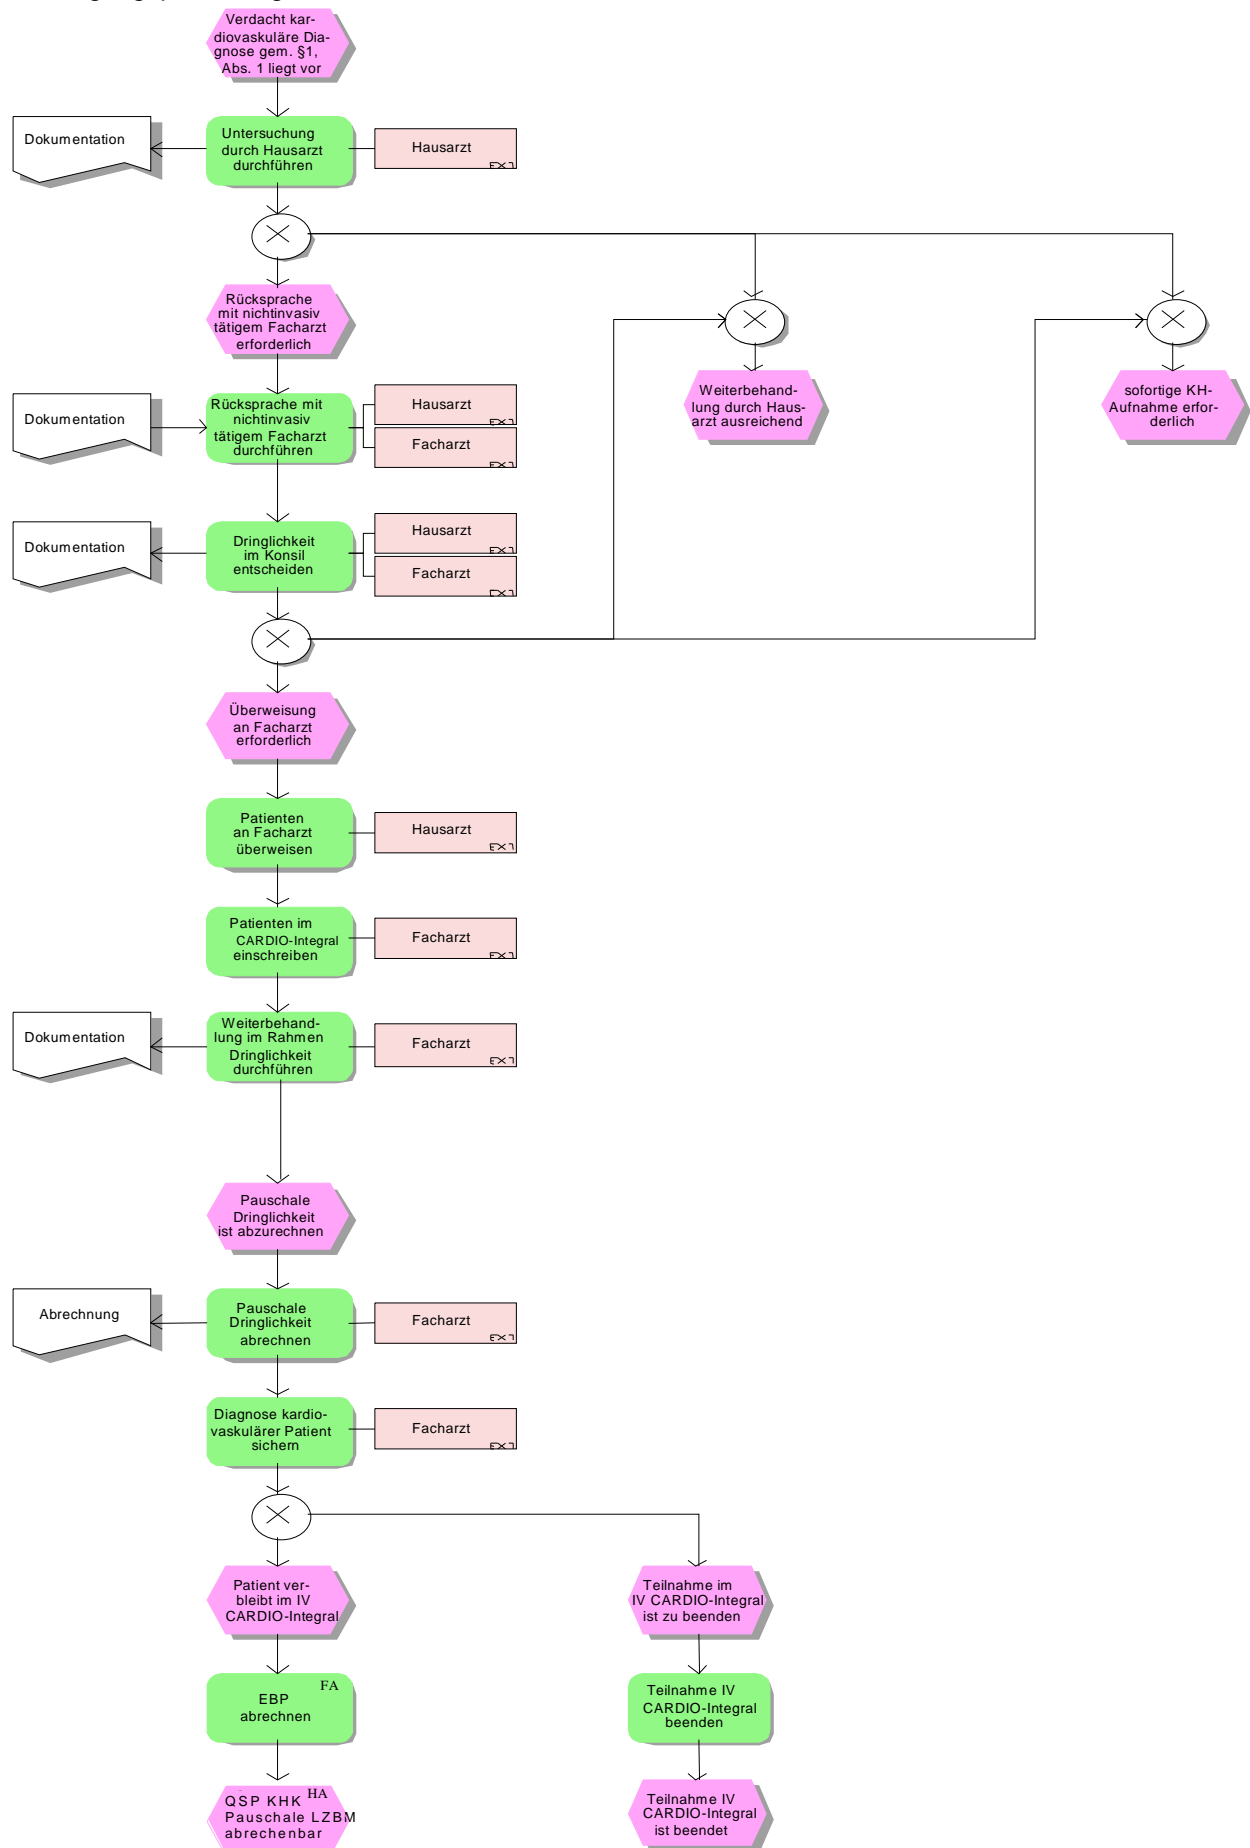 Verdacht kar-
diovaskuläre Dia-
gnose gem. §1,
Abs. 1 liegt vor
Dokumentation
Untersuchung
durch Hausarzt
durchführen
Hausarzt
Rücksprache
mit nichtinvasiv
tätigem Facharzt
erforderlich
Weiterbehand-
lung durch Haus-
arzt ausreichend
sofortige KH-
Aufnahme erfor-
derlich
Dokumentation
Rücksprache mit
nichtinvasiv
tätigem Facharzt
durchführen
Hausarzt
Facharzt
Dokumentation
Dringlichkeit
im Konsil
entscheiden
Hausarzt
Facharzt
Überweisung
an Facharzt
erforderlich
Patienten
an Facharzt
überweisen
Hausarzt
Patienten im
CARDIO-Integral
einschreiben
Facharzt
Dokumentation
Weiterbehand-
lung im Rahmen
Dringlichkeit
durchführen
Facharzt
Pauschale
Dringlichkeit
ist abzurechnen
Abrechnung
Pauschale
Dringlichkeit
abrechnen
Facharzt
Diagnose kardio-
vaskulärer Patient
sichern
Facharzt
Patient ver-
bleibt im IV
CARDIO-Integral
Teilnahme im
IV CARDIO-Integral
ist zu beenden
FA
EBP
abrechnen
Teilnahme IV
CARDIO-Integral
beenden
QSP KHK HA
Pauschale LZBM
abrechenbar
Teilnahme IV
CARDIO-Integral
ist beendet